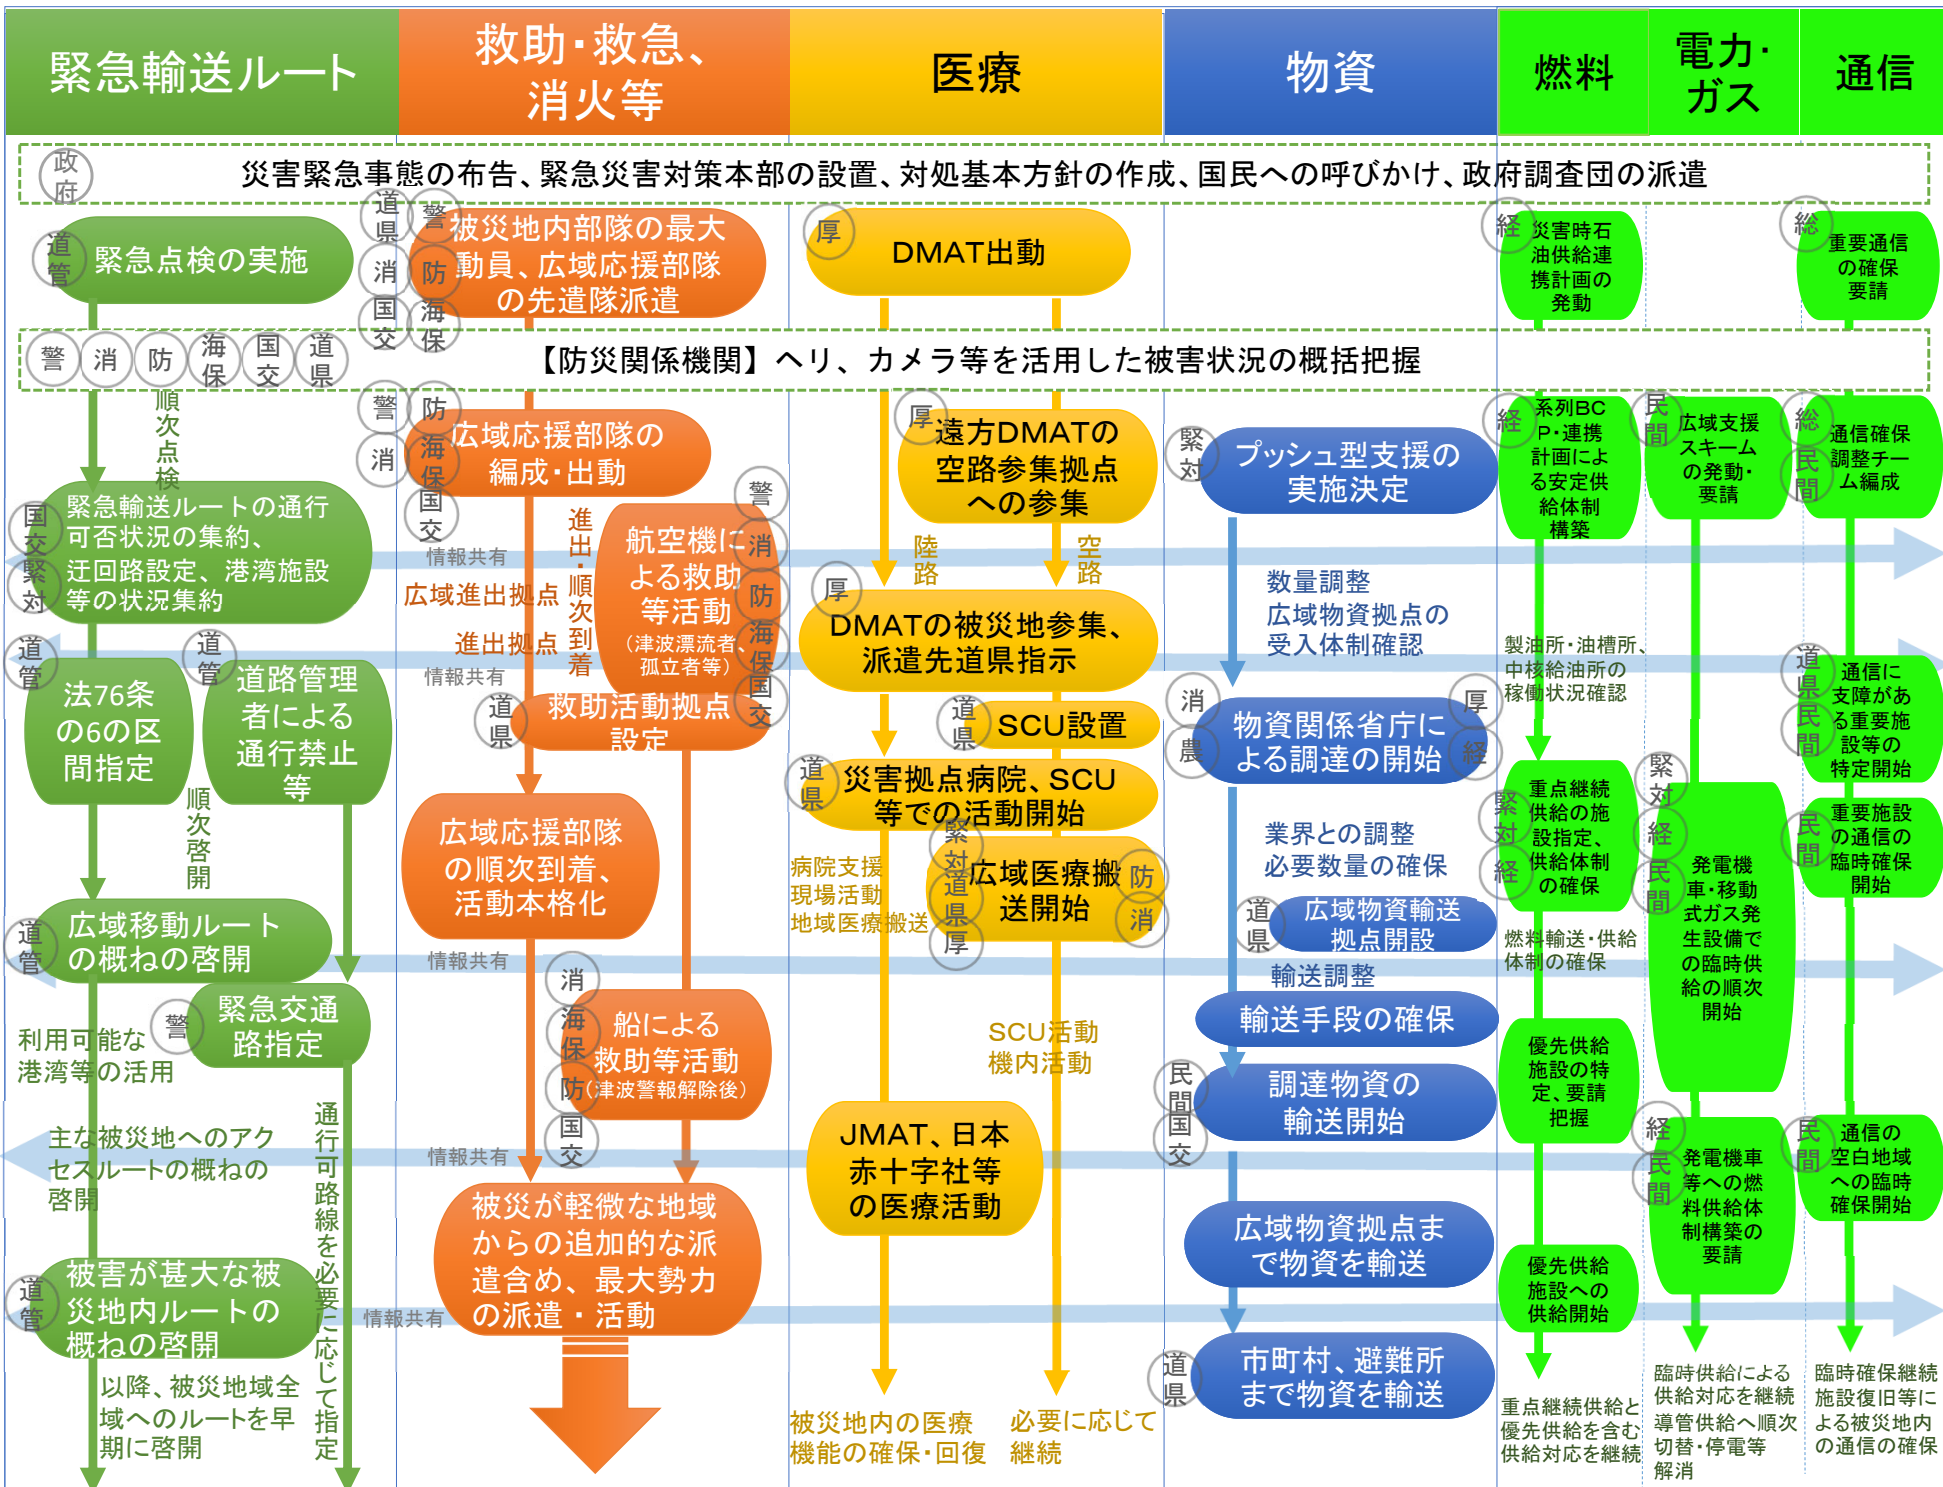 緊急輸送ルート
救助・救急、
消火等
医療
物資
燃料
電力・
ガス
通信
政
府
災害緊急事態の布告、緊急災害対策本部の設置、対処基本方針の作成、国民への呼びかけ、政府調査団の派遣
道
管
緊急点検の実施
道
県
警
消
防
国
交
海
保
被災地内部隊の最大
動員、広域応援部隊
の先遣隊派遣
厚
DMAT出動
経
災害時石
油供給連
携計画の
発動
総
重要通信
の確保
要請
警
消
防
海
保
国
交
道
県
【防災関係機関】ヘリ、カメラ等を活用した被害状況の概括把握
順
次
点
検
国
交
緊
対
緊急輸送ルートの通行
可否状況の集約、
迂回路設定、港湾施設
等の状況集約
道
管
法76条
の6の区
間指定
道
管
道路管理
者による
通行禁止
等
順
次
啓
開
道
管
広域移動ルート
の概ねの啓開
警
緊急交通
路指定
利用可能な
港湾等の活用
主な被災地へのアク
セスルートの概ねの
啓開
通
行
可
路
線
を
必
要
に
応
じ
て
指
定
道
管
被害が甚大な被
災地内ルートの
概ねの啓開
以降、被災地域全
域へのルートを早
期に啓開
警
防
消
海
保
国
交
広域応援部隊の
編成・出動
情報共有
広域進出拠点
進出拠点
進
出
・
順
次
到
着
警
消
防
海
保
国
交
航空機に
よる救助
等活動
（津波漂流者、
孤立者等）
情報共有
道
県
救助活動拠点
設定
広域応援部隊
の順次到着、
活動本格化
情報共有
消
海
保
防
国
交
船による
救助等活動
（津波警報解除後）
情報共有
被災が軽微な地域
からの追加的な派
遣含め、最大勢力
の派遣・活動
情報共有
厚
遠方DMATの
空路参集拠点
への参集
陸
路
空
路
厚
DMATの被災地参集、
派遣先道県指示
道
県
SCU設置
道
県
災害拠点病院、SCU
等での活動開始
病院支援
現場活動
地域医療搬送
緊
対
道
県
厚
防
消
広域医療搬
送開始
SCU活動
機内活動
JMAT、日本
赤十字社等
の医療活動
被災地内の医療
機能の確保・回復
必要に応じて
継続
緊
対
プッシュ型支援の
実施決定
数量調整
広域物資拠点の
受入体制確認
消
農
厚
経
物資関係省庁に
よる調達の開始
業界との調整
必要数量の確保
道
県
広域物資輸送
拠点開設
輸送調整
輸送手段の確保
民
間
国
交
調達物資の
輸送開始
広域物資拠点ま
で物資を輸送
道
県
市町村、避難所
まで物資を輸送
経
系列BC
P・連携
計画によ
る安定供
給体制
構築
製油所・油槽所、
中核給油所の
稼働状況確認
緊
対
経
重点継続
供給の施
設指定、
供給体制
の確保
燃料輸送・供給
体制の確保
優先供給
施設の特
定、要請
把握
優先供給
施設への
供給開始
重点継続供給と
優先供給を含む
供給対応を継続
民
間
広域支援
スキーム
の発動・
要請
緊
対
経
民
間
発電機
車・移動
式ガス発
生設備で
の臨時供
給の順次
開始
経
民
間
発電機車
等への燃
料供給体
制構築の
要請
臨時供給による
供給対応を継続
導管供給へ順次
切替・停電等
解消
総
民
間
通信確保
調整チー
ム編成
道
県
民
間
通信に
支障があ
る重要施
設等の
特定開始
民
間
重要施設
の通信の
臨時確保
開始
民
間
通信の
空白地域
への臨時
確保開始
臨時確保継続
施設復旧等に
よる被災地内
の通信の確保